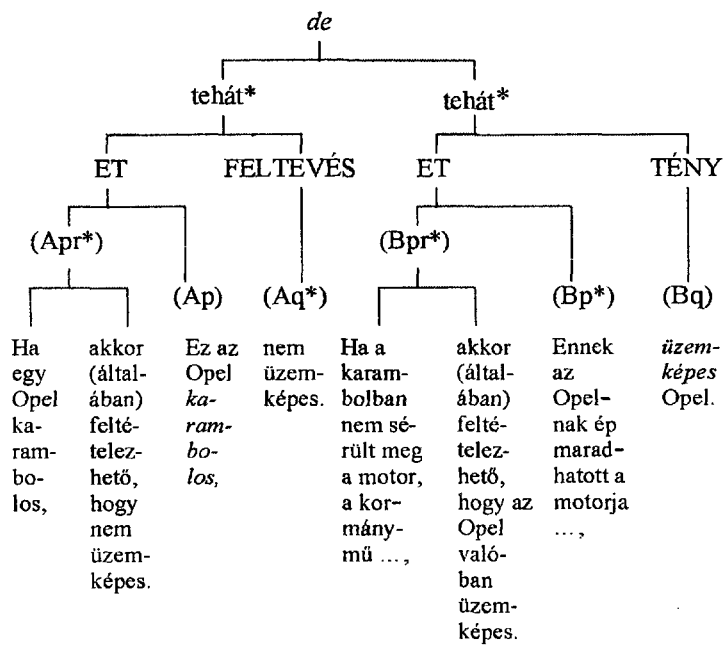 de
tehát* tehát*
ET FELTEVÉS ET TÉNY
(Apr*) (Bpr*)
(Ap) (Aq*) (Bp*) (Bq)
Ha
egy
Opel
ka-
ram-
bo-
los,
akkor
(által-
ában)
felté-
telez-
hető,
hogy
nem
üzem-
képes.
Ez az
Opel
ka-
ram-
bo-
los,
nem
üzem-
képes.
Ha a
karam-
bolban
nem sé-
rült meg
a motor,
a kor-
mány-
mű ...,
akkor
(által-
ában)
felté-
telez-
hető,
hogy az
Opel
való-
ban
üzem-
képes.
Ennek
az
Opel-
nak ép
marad-
hatott a
motorja
...,
üzem-
képes
Opel.